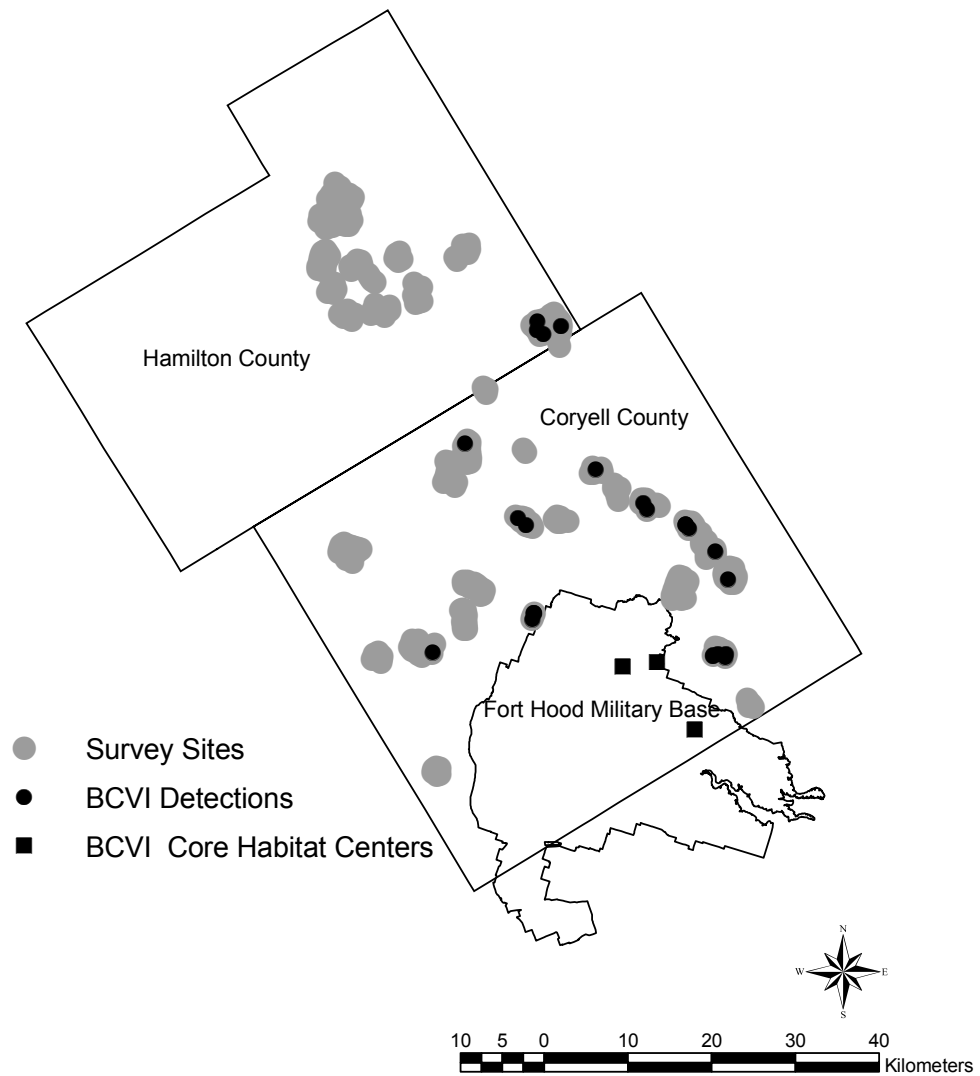 Hamilton County
Coryell County
Fort Hood Military Base
Survey Sites
BCVI Detections
BCVI Core Habitat Centers
N
W E
S
10 5 0 10 20 30 40
Kilometers